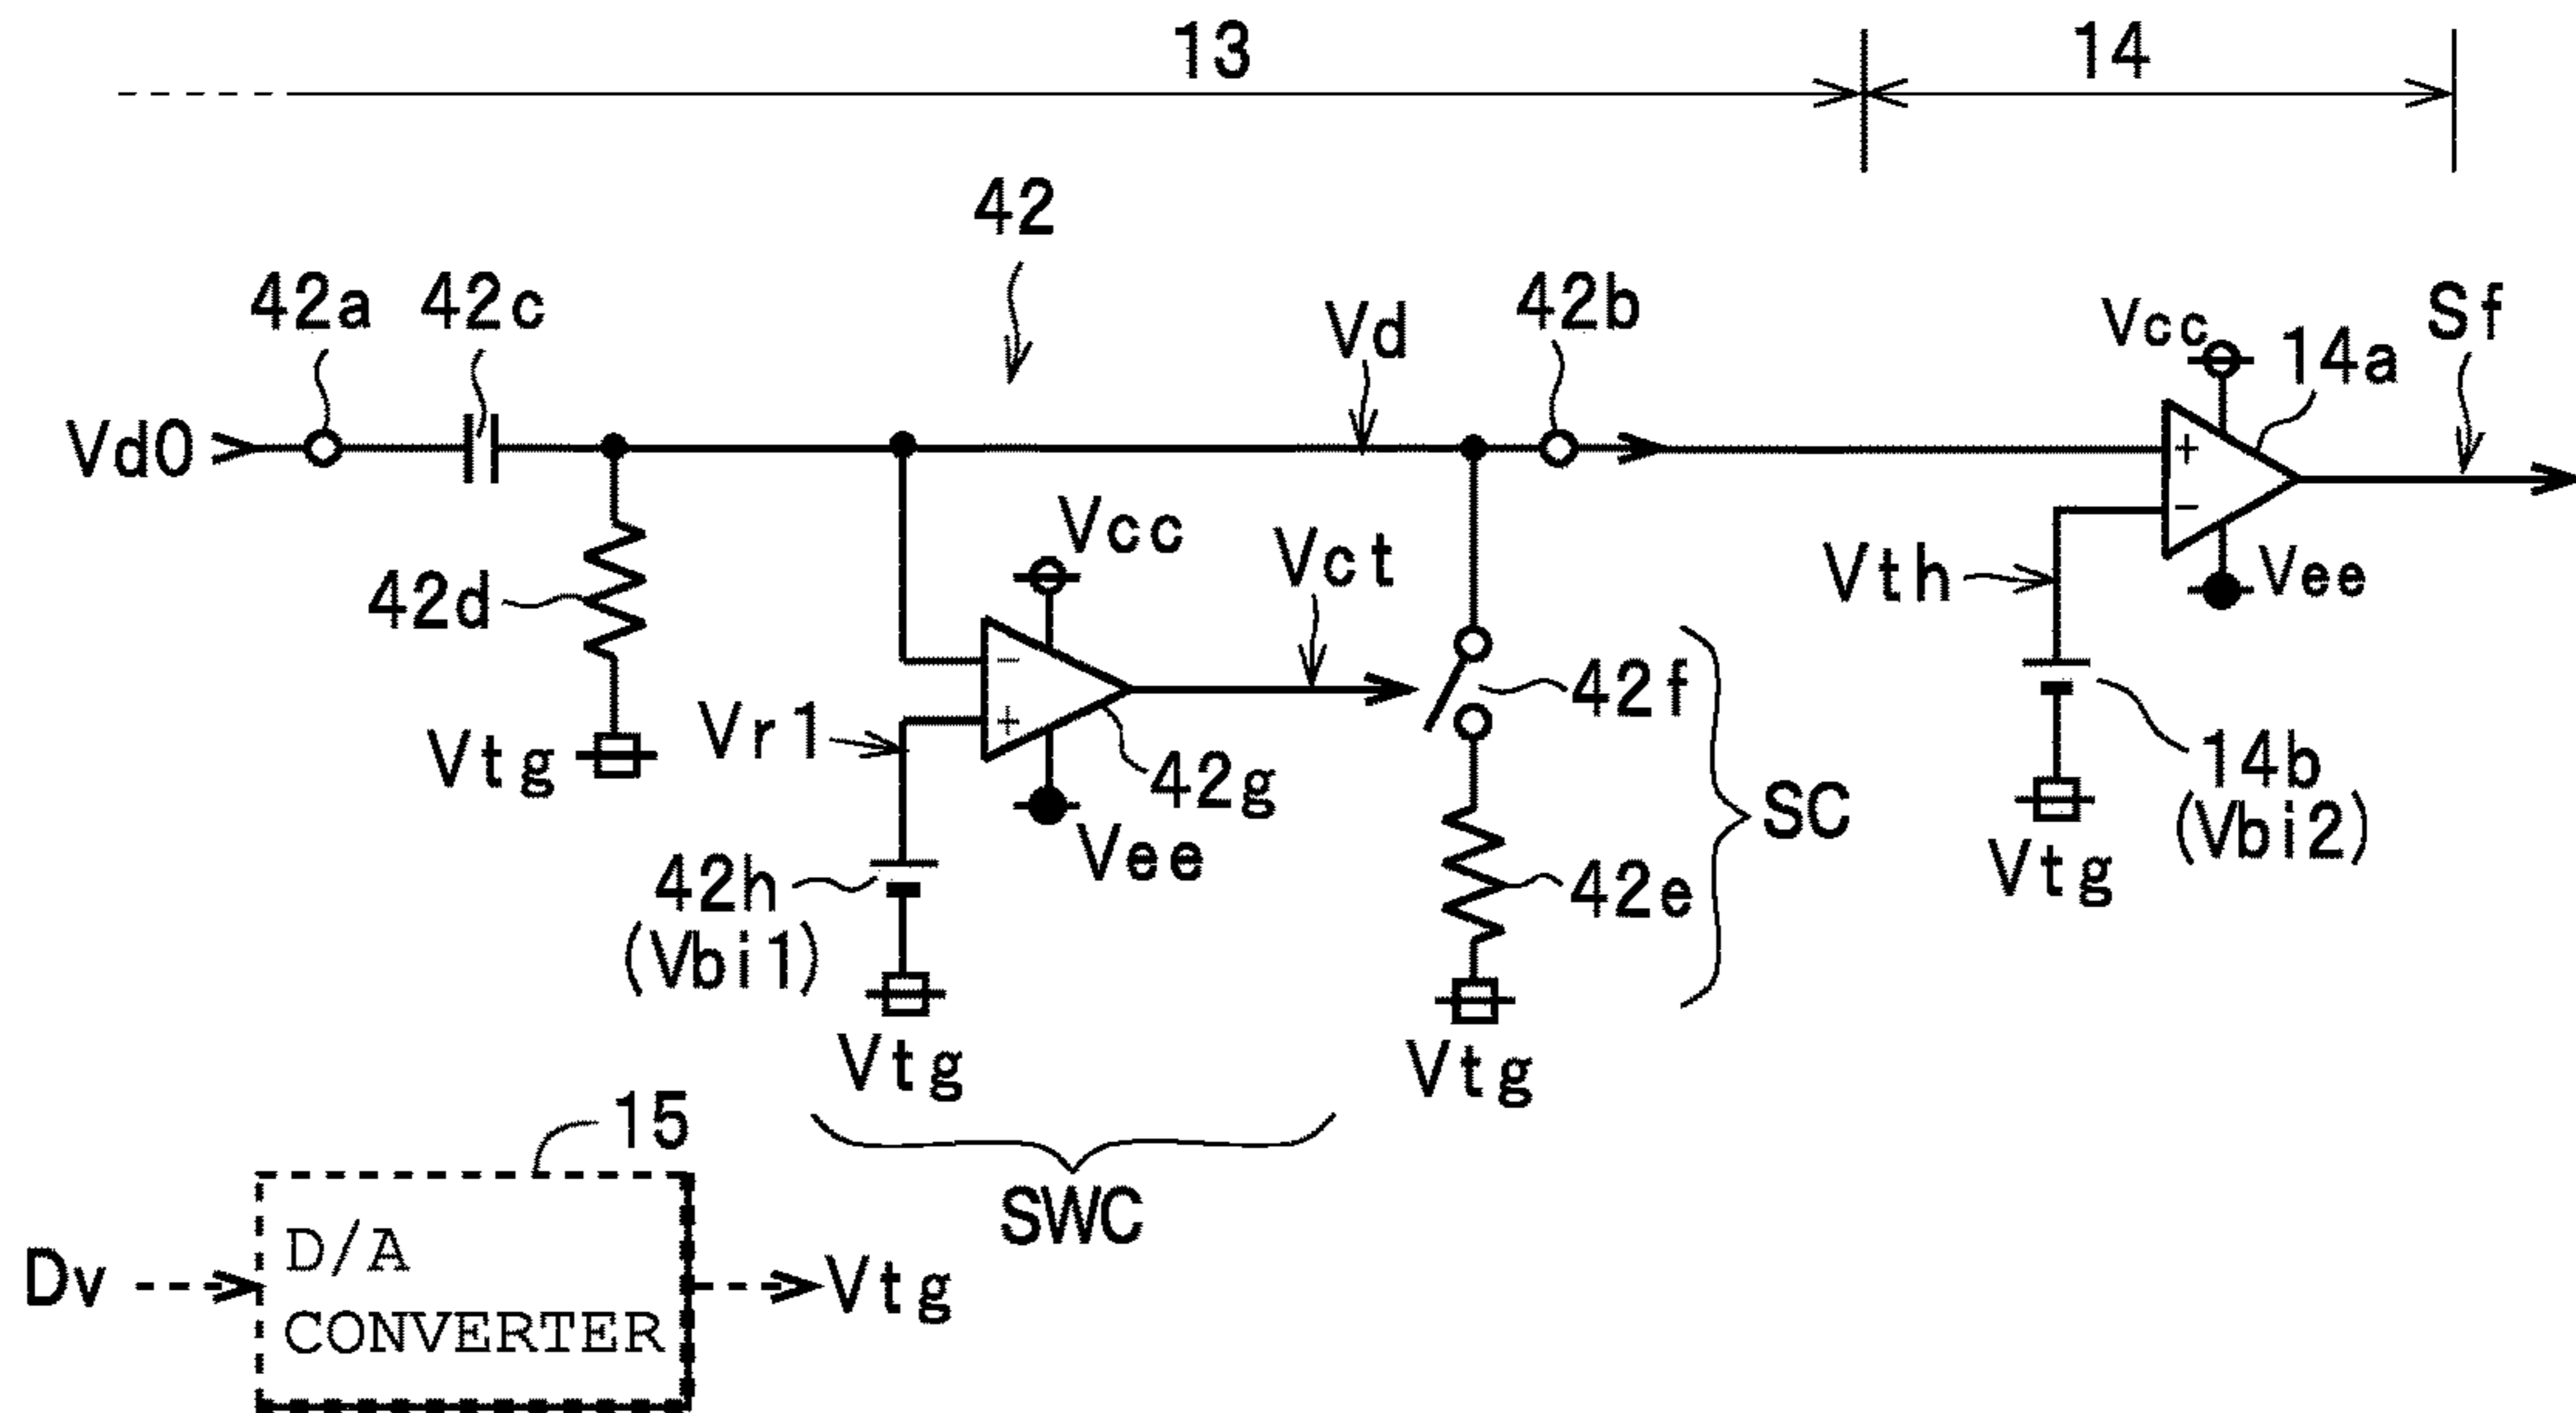 13
14
42
42a
42c
Vd
42b
Vcc
14a
Sf
Vd0
+
-
Vcc
Vct
Vth
Vee
42d
-
+
42f
Vr1
Vtg
42g
14b
(Vbi2)
SC
Vee
42h
(Vbi1)
42e
Vtg
Vtg
Vtg
15
SWC
D/A
CONVERTER
Dv
Vtg